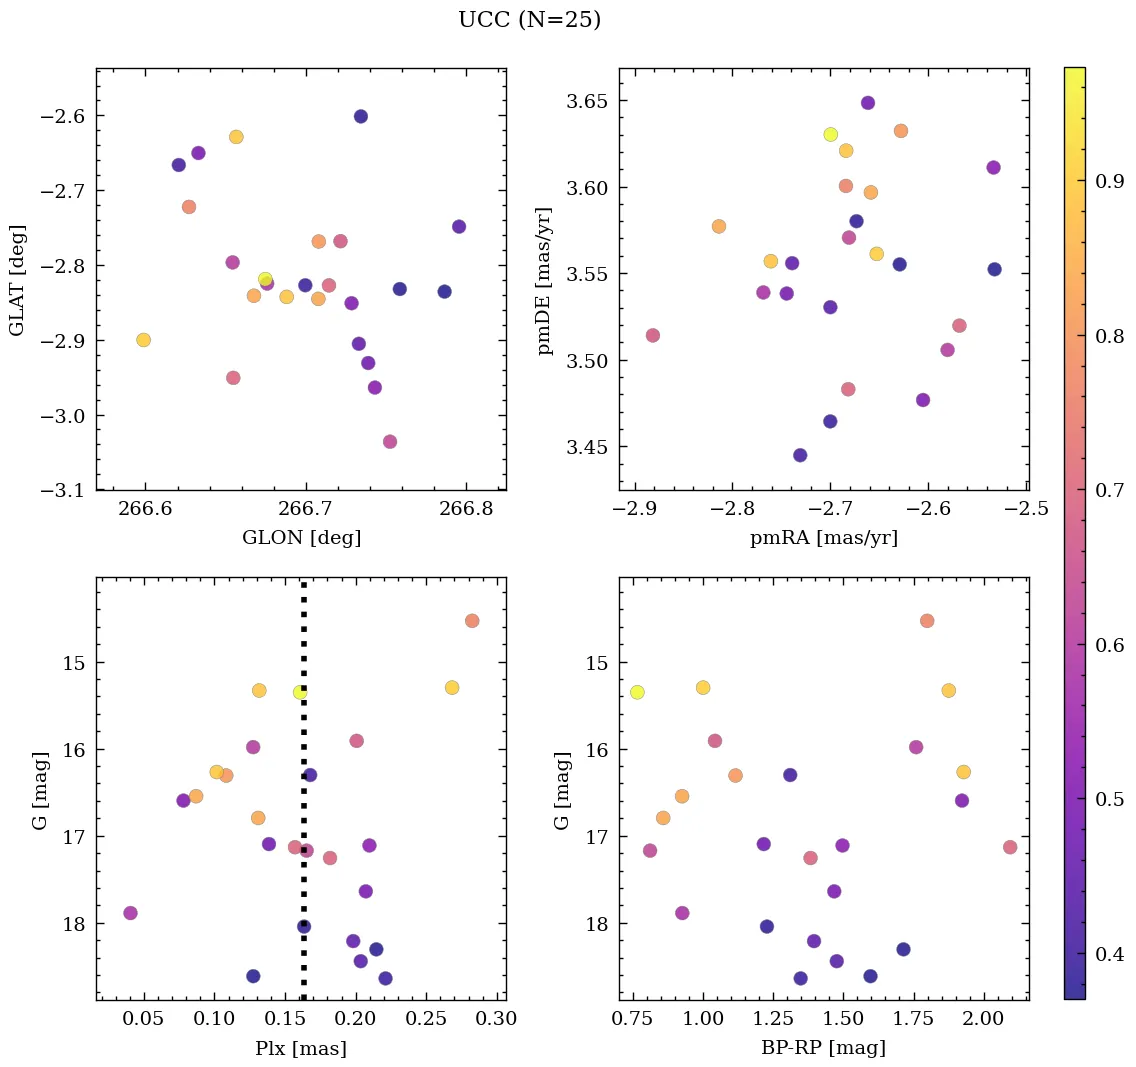 UCC (N=25)
−2.6
−2.7
−2.8
−2.9
−3.0
−3.1
GLAT [deg]
266.6 266.7 266.8
GLON [deg]
3.65
3.60
3.55
3.50
3.45
pmDE [mas/yr]
−2.9 −2.8 −2.7 −2.6 −2.5
pmRA [mas/yr]
15
16
17
18
G [mag]
0.05 0.10 0.15 0.20 0.25 0.30
Plx [mas]
15
16
17
18
G [mag]
0.75 1.00 1.25 1.50 1.75 2.00
BP-RP [mag]
0.9
0.8
0.7
0.6
0.5
0.4